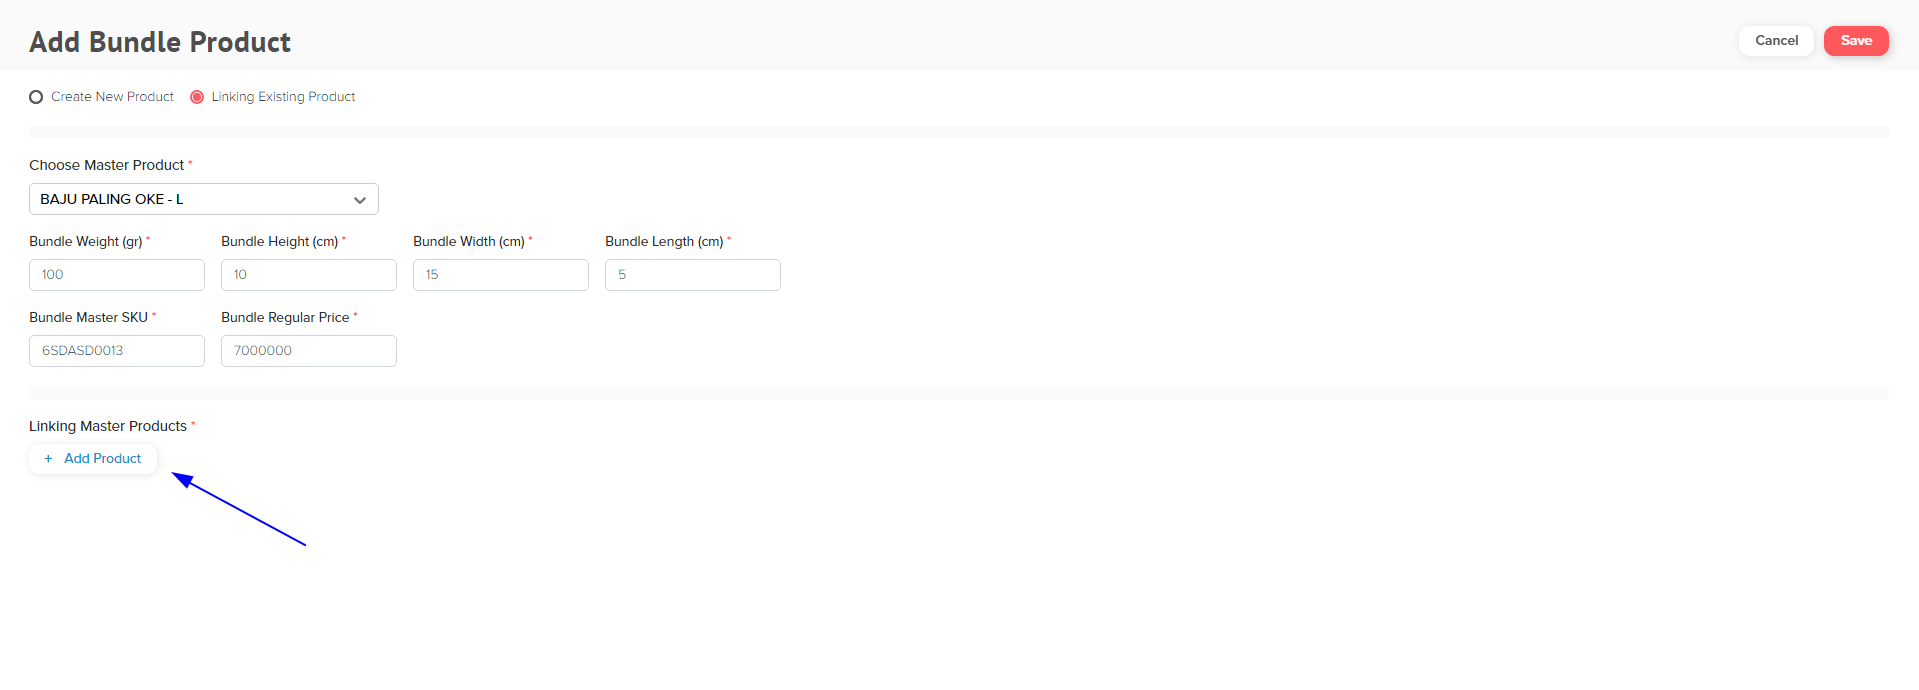 Add Bundle Product
Cancel Save
Create New Product Linking Existing Product
Choose Master Product *
BAJU PALING OKE - L
Bundle Weight (gr) * Bundle Height (cm) * Bundle Width (cm) * Bundle Length (cm) *
100 10 15 5
Bundle Master SKU * Bundle Regular Price *
6SDASD0013 7000000
Linking Master Products *
+ Add Product